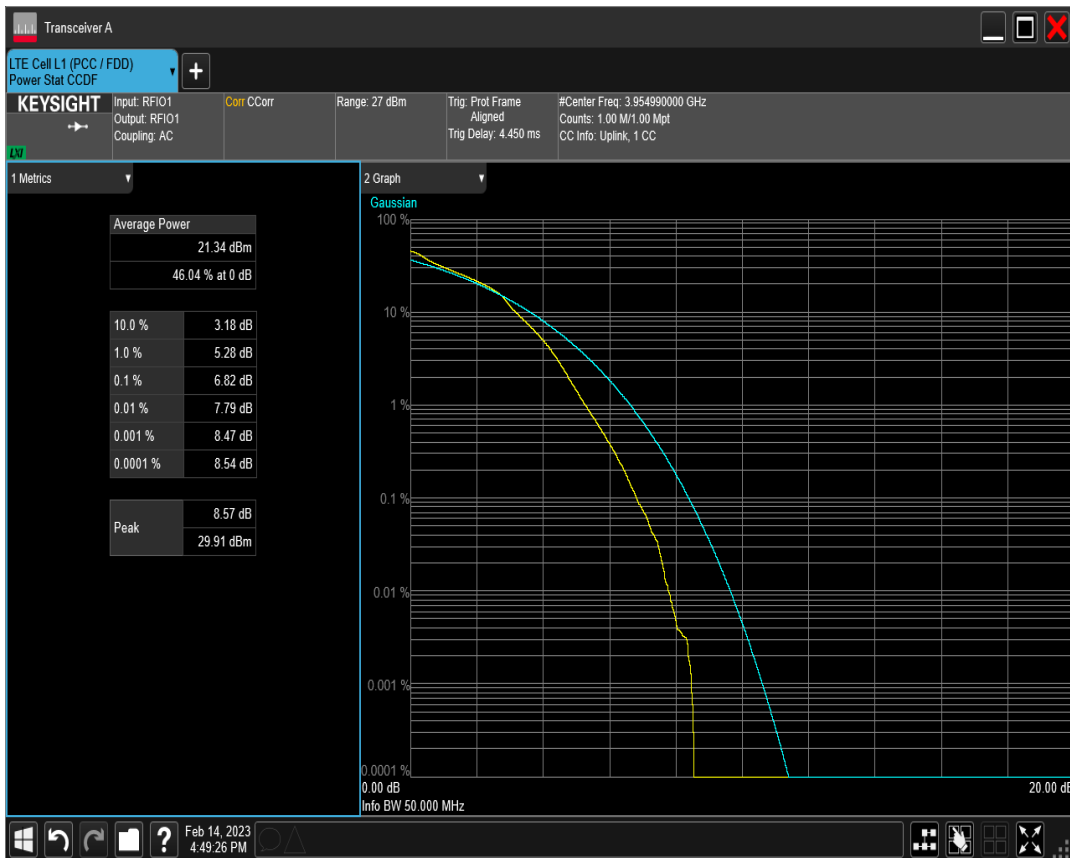 Transceiver A
LTE Cell L1 (PCC / FDD)
Power Stat CCDF
KEYSIGHT
LXI
Input: RFIO1
Output: RFIO1
Coupling: AC
Corr CCorr
Range: 27 dBm
Trig: Prot Frame
Aligned
Trig Delay: 4.450 ms
#Center Freq: 3.954990000 GHz
Counts: 1.00 M/1.00 Mpt
CC Info: Uplink, 1 CC
1 Metrics
Average Power
21.34 dBm
46.04 % at 0 dB
10.0 % 3.18 dB
1.0 % 5.28 dB
0.1 % 6.82 dB
0.01 % 7.79 dB
0.001 % 8.47 dB
0.0001 % 8.54 dB
Peak
8.57 dB
29.91 dBm
2 Graph
Gaussian
100 %
10 %
1 %
0.1 %
0.01 %
0.001 %
0.0001 %
0.00 dB 20.00 dB
Info BW 50.000 MHz
?
Feb 14, 2023
4:49:26 PM